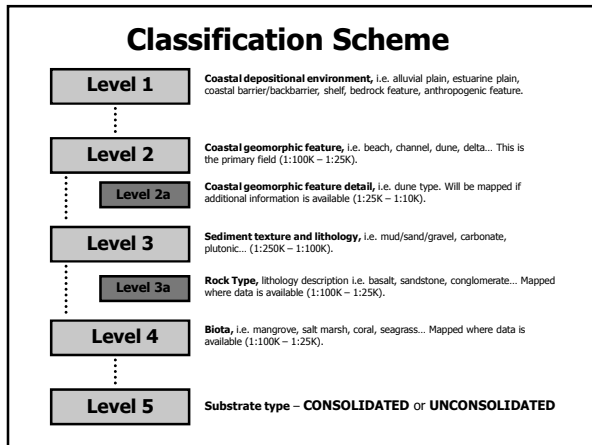 Classification Scheme
Level 1
Coastal depositional environment, i.e. alluvial plain, estuarine plain,
coastal barrier/backbarrier, shelf, bedrock feature, anthropogenic feature.
Level 2
Coastal geomorphic feature, i.e. beach, channel, dune, delta... This is
the primary field (1:100K – 1:25K).
Level 2a
Coastal geomorphic feature detail, i.e. dune type. Will be mapped if
additional information is available (1:25K – 1:10K).
Level 3
Sediment texture and lithology, i.e. mud/sand/gravel, carbonate,
plutonic... (1:250K – 1:100K).
Level 3a
Rock Type, lithology description i.e. basalt, sandstone, conglomerate... Mapped
where data is available (1:100K – 1:25K).
Level 4
Biota, i.e. mangrove, salt marsh, coral, seagrass... Mapped where data is
available (1:100K – 1:25K).
Level 5
Substrate type – CONSOLIDATED or UNCONSOLIDATED